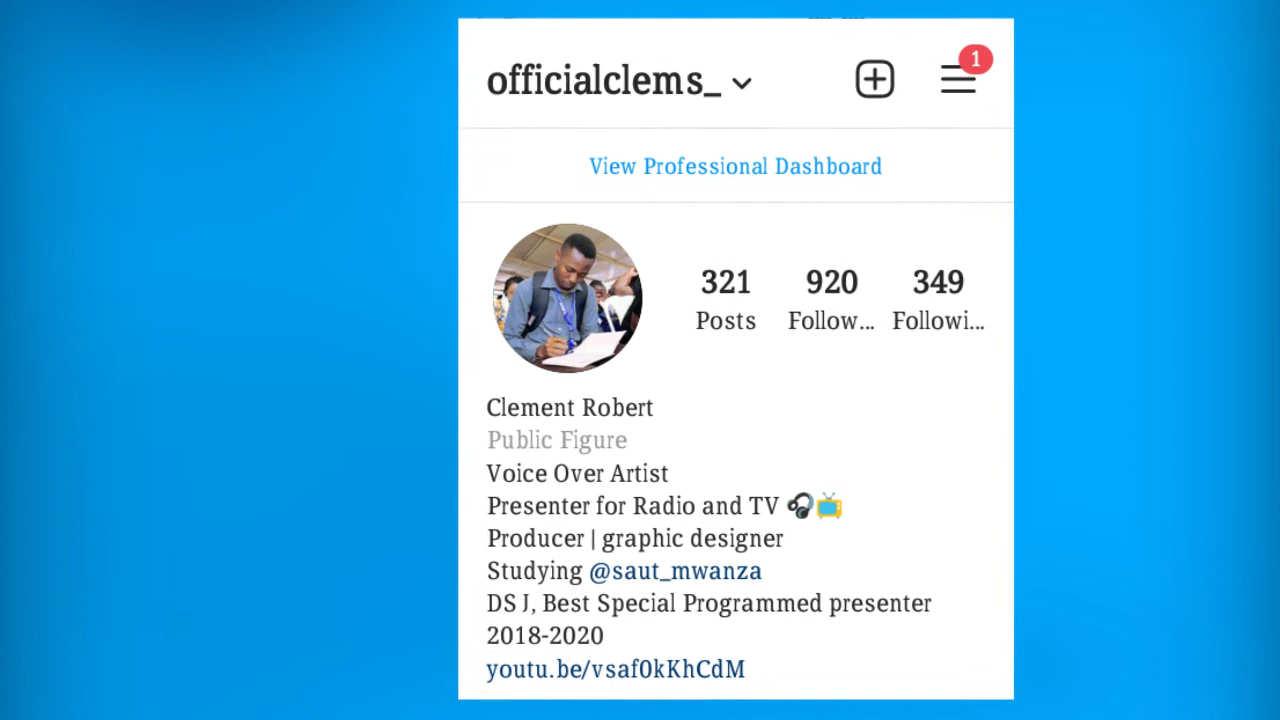 officialclems_
1
View Professional Dashboard
321 920 349
Posts Follow... Followi...
Clement Robert
Public Figure
Voice Over Artist
Presenter for Radio and TV 🎧📺
Producer | graphic designer
Studying @saut_mwanza
DS J, Best Special Programmed presenter
2018-2020
youtu.be/vsaf0kKhCdM